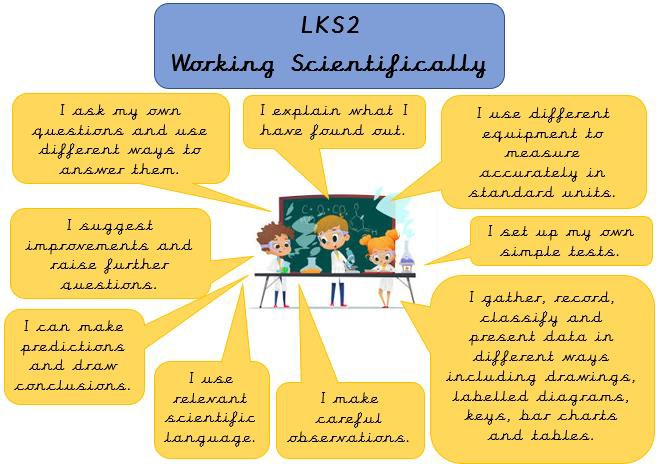 LKS2
Working Scientifically
I ask my own
questions and use
different ways to
answer them.
I explain what I
have found out.
I use different
equipment to
measure
accurately in
standard units.
I suggest
improvements and
raise further
questions.
I set up my own
simple tests.
I can make
predictions
and draw
conclusions.
I use
relevant
scientific
language.
I make
careful
observations.
I gather, record,
classify and
present data in
different ways
including drawings,
labelled diagrams,
keys, bar charts
and tables.